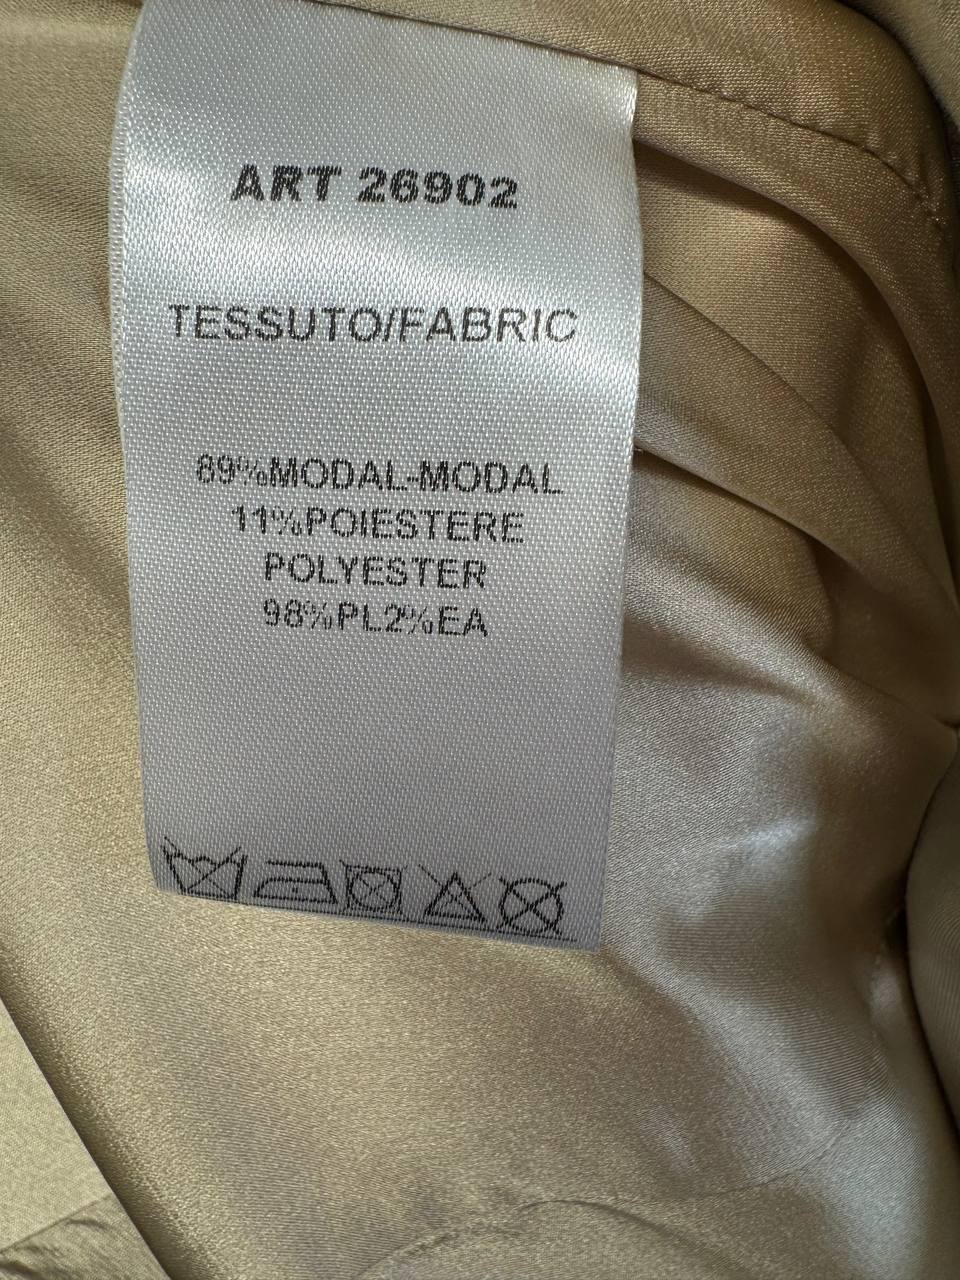 ART 26902
TESSUTO/FABRIC
89%MODAL-MODAL
11%POIESTERE
POLYESTER
98%PL2%EA